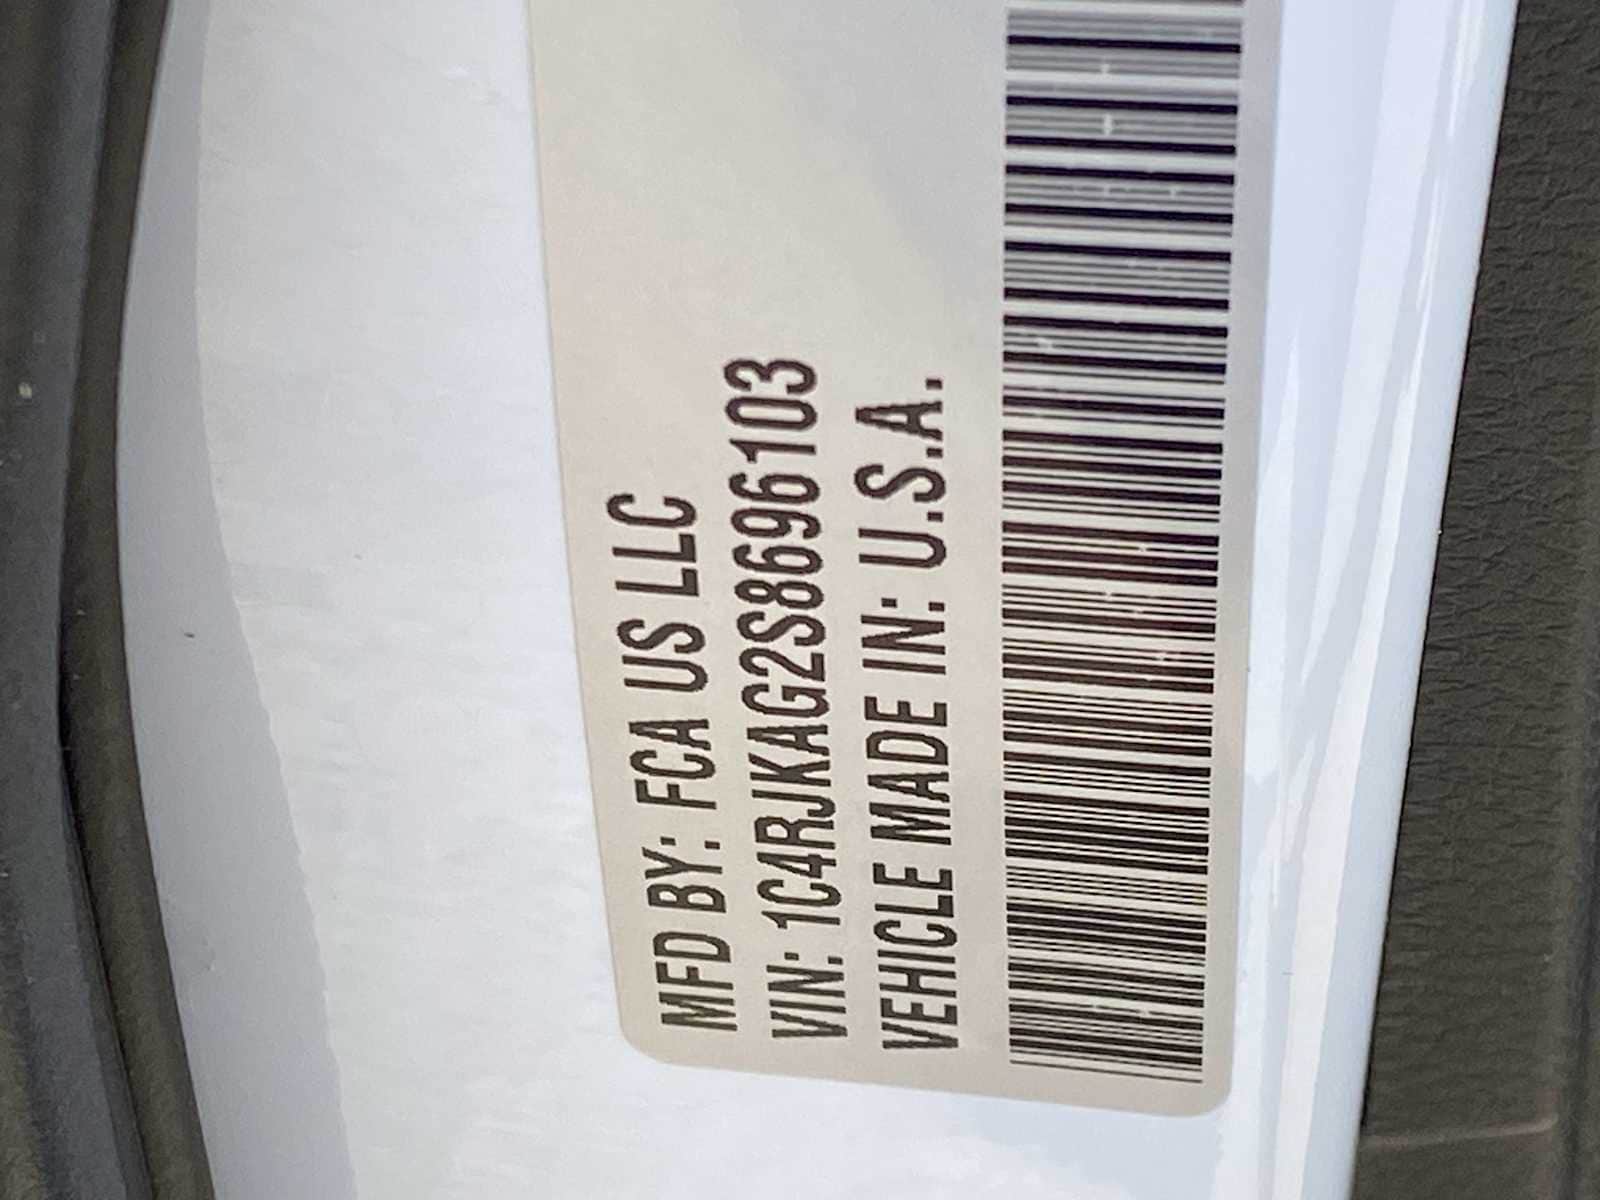 MFD BY: FCA US LLC
VIN: 1C4RJKAG2S8696103
VEHICLE MADE IN: U.S.A.